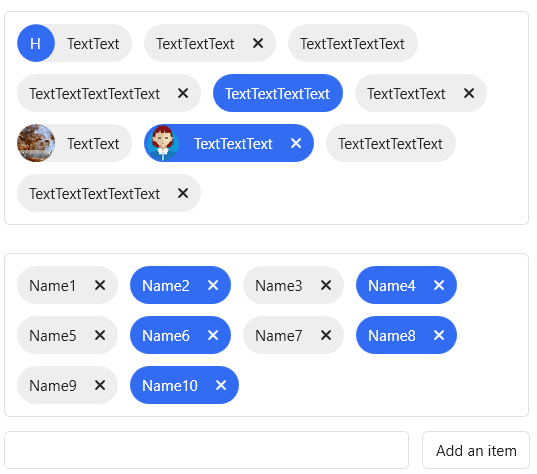 H TextText TextTextText TextTextTextText
TextTextTextTextText TextTextTextText TextTextText
TextText TextTextText TextTextTextText
TextTextTextTextText
Name1 Name2 Name3 Name4
Name5 Name6 Name7 Name8
Name9 Name10
Add an item